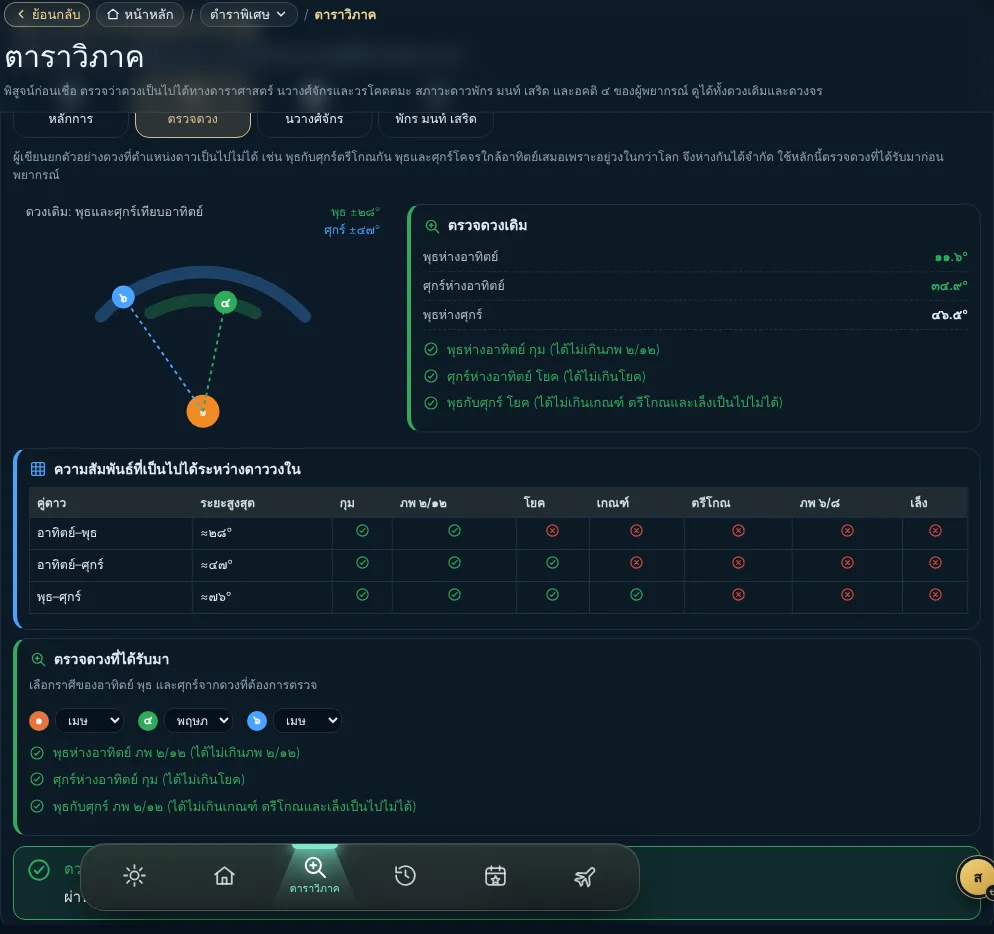 ย้อนกลับ หน้าหลัก / ตำราพิเศษ / ตาราวิภาค
ตาราวิภาค
พิสูจน์ก่อนเชื่อ ตรวจว่าดวงเป็นไปได้ทางดาราศาสตร์ นวางศ์จักรและวรโคตตมะ สภาวะดาวพักร มนท์ เสริด และอคติ ๔ ของผู้พยากรณ์ ดูได้ทั้งดวงเดิมและดวงจร
หลักการ ตรวจดวง นวางศ์จักร พักร มนท์ เสริด
ผู้เขียนยกตัวอย่างดวงที่ตำแหน่งดาวเป็นไปไม่ได้ เช่น พุธกับศุกร์ตรีโกณกัน พุธและศุกร์โคจรใกล้อาทิตย์เสมอเพราะอยู่วงในกว่าโลก จึงห่างกันได้จำกัด ใช้หลักนี้ตรวจดวงที่ได้รับมาก่อน
พยากรณ์
ดวงเดิม: พุธและศุกร์เทียบอาทิตย์
พุธ ±๒๘°
ศุกร์ ±๔๗°
๖
๔
ตรวจดวงเดิม
พุธห่างอาทิตย์ ๑๑.๖°
ศุกร์ห่างอาทิตย์ ๓๔.๙°
พุธห่างศุกร์ ๔๖.๕°
พุธห่างอาทิตย์ กุม (ได้ไม่เกินภพ ๒/๑๒)
ศุกร์ห่างอาทิตย์ โยค (ได้ไม่เกินโยค)
พุธกับศุกร์ โยค (ได้ไม่เกินเกณฑ์ ตรีโกณและเล็งเป็นไปไม่ได้)
ความสัมพันธ์ที่เป็นไปได้ระหว่างดาววงใน
คู่ดาว ระยะสูงสุด กุม ภพ ๒/๑๒ โยค เกณฑ์ ตรีโกณ ภพ ๖/๘ เล็ง
อาทิตย์–พุธ ≈๒๘°
อาทิตย์–ศุกร์ ≈๔๗°
พุธ–ศุกร์ ≈๗๖°
ตรวจดวงที่ได้รับมา
เลือกราศีของอาทิตย์ พุธ และศุกร์จากดวงที่ต้องการตรวจ
๑ เมษ ๔ พฤษภ ๖ เมษ
พุธห่างอาทิตย์ ภพ ๒/๑๒ (ได้ไม่เกินภพ ๒/๑๒)
ศุกร์ห่างอาทิตย์ กุม (ได้ไม่เกินโยค)
พุธกับศุกร์ ภพ ๒/๑๒ (ได้ไม่เกินเกณฑ์ ตรีโกณและเล็งเป็นไปไม่ได้)
ตาราวิภาค
ส